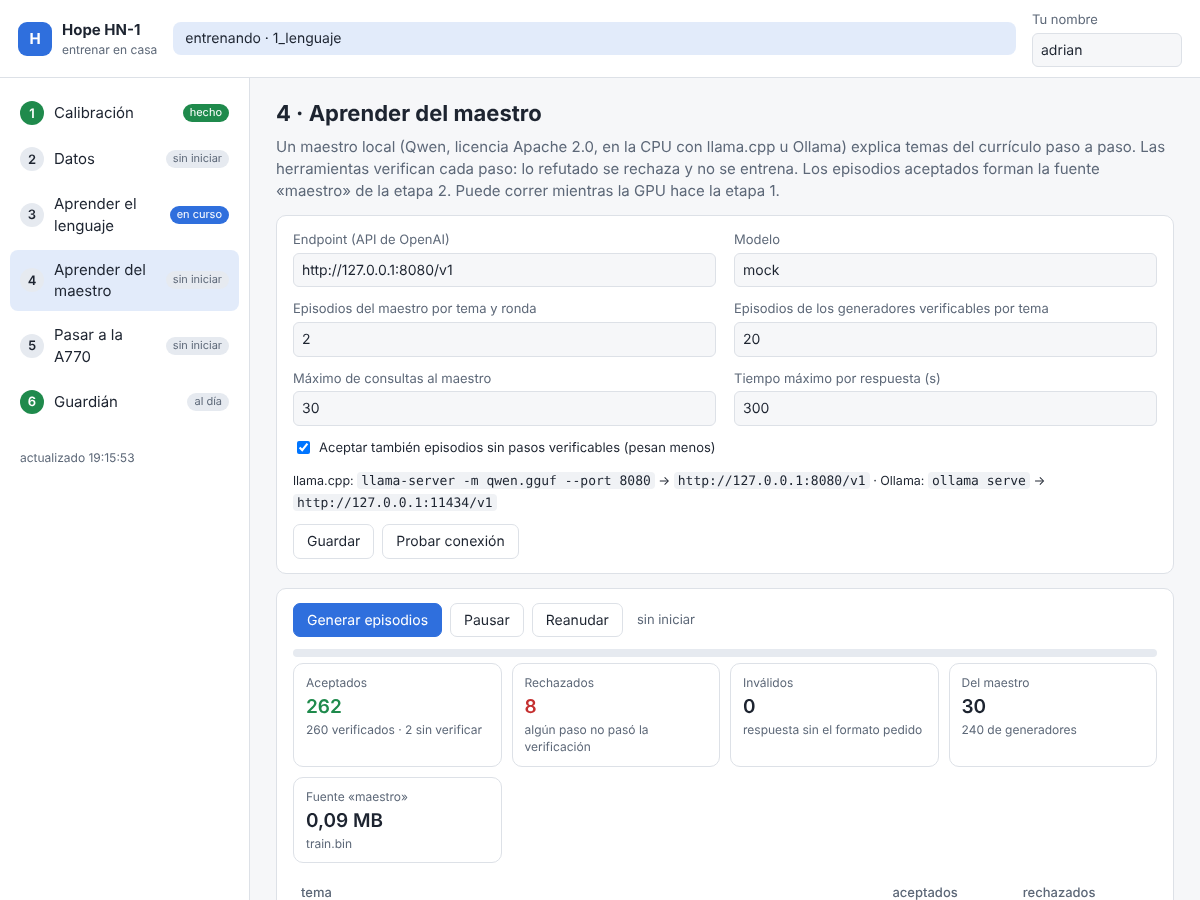 H
Hope HN-1
entrenar en casa
entrenando · 1_lenguaje
Tu nombre
adrian
1 Calibración hecho
2 Datos sin iniciar
3 Aprender el lenguaje en curso
4 Aprender del maestro sin iniciar
5 Pasar a la A770 sin iniciar
6 Guardián al día
actualizado 19:15:53
4 · Aprender del maestro
Un maestro local (Qwen, licencia Apache 2.0, en la CPU con llama.cpp u Ollama) explica temas del currículo paso a paso. Las
herramientas verifican cada paso: lo refutado se rechaza y no se entrena. Los episodios aceptados forman la fuente
«maestro» de la etapa 2. Puede correr mientras la GPU hace la etapa 1.
Endpoint (API de OpenAI)
http://127.0.0.1:8080/v1
Modelo
mock
Episodios del maestro por tema y ronda
2
Episodios de los generadores verificables por tema
20
Máximo de consultas al maestro
30
Tiempo máximo por respuesta (s)
300
Aceptar también episodios sin pasos verificables (pesan menos)
llama.cpp: llama-server -m qwen.gguf --port 8080 → http://127.0.0.1:8080/v1 · Ollama: ollama serve →
http://127.0.0.1:11434/v1
Guardar Probar conexión
Generar episodios Pausar Reanudar sin iniciar
Aceptados
262
260 verificados · 2 sin verificar
Rechazados
8
algún paso no pasó la
verificación
Inválidos
0
respuesta sin el formato pedido
Del maestro
30
240 de generadores
Fuente «maestro»
0,09 MB
train.bin
tema aceptados rechazados